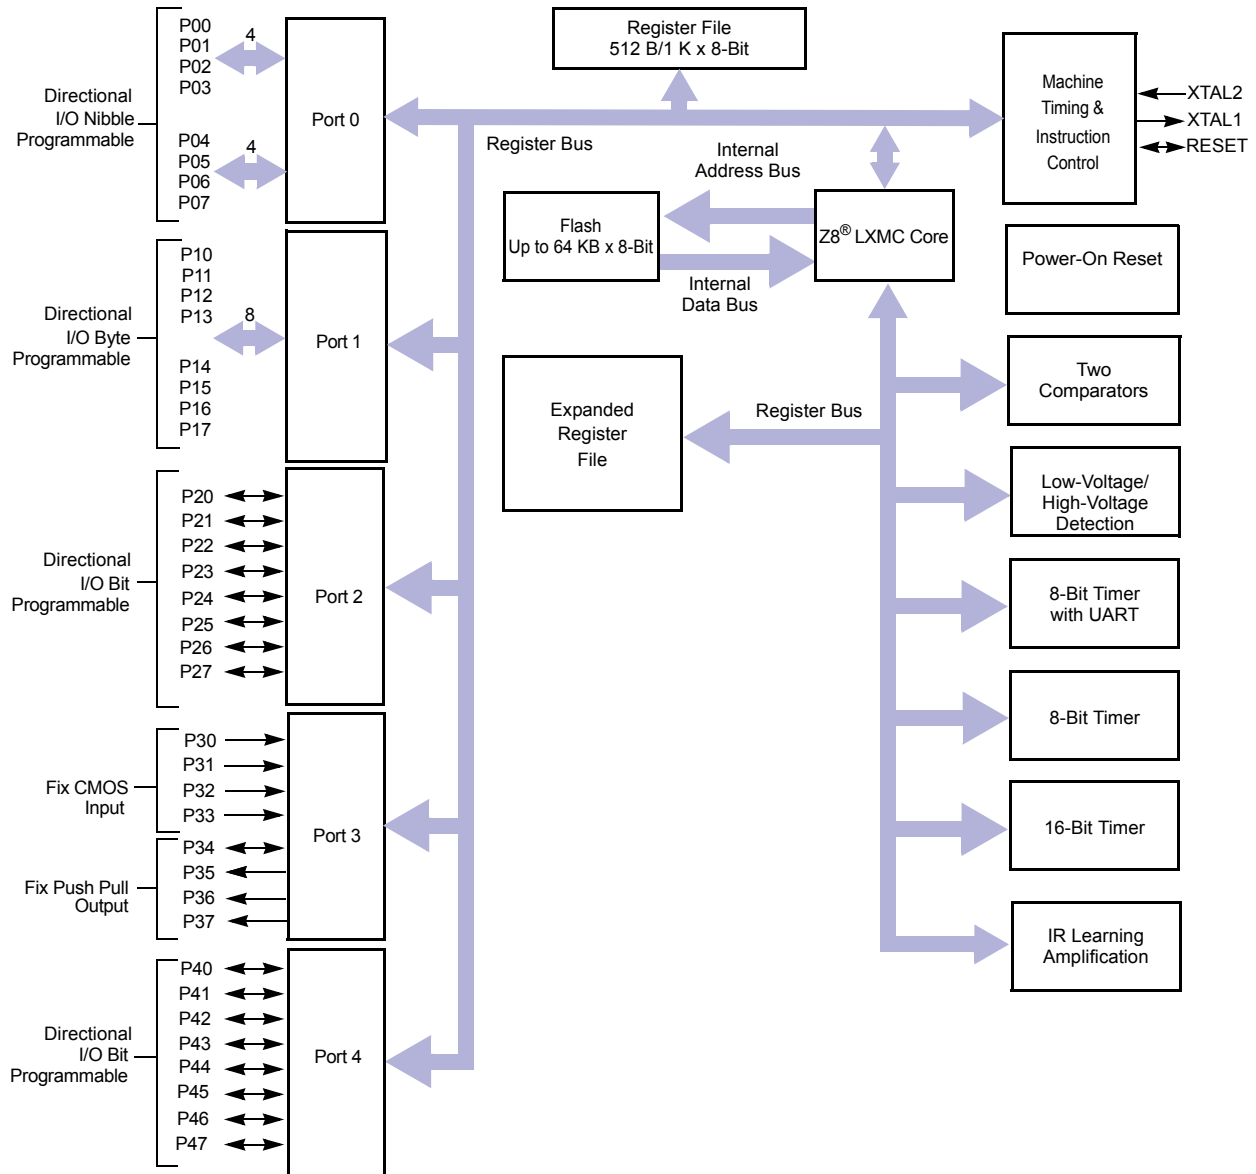 P00
P01
P02
P03
4
Directional
I/O Nibble
Programmable
P04
P05
P06
P07
4
Port 0
Register File
512 B/1 K x 8-Bit
Register Bus
Machine
Timing &
Instruction
Control
XTAL2
XTAL1
RESET
Internal
Address Bus
Flash
Up to 64 KB x 8-Bit
Z8® LXMC Core
Internal
Data Bus
Power-On Reset
P10
P11
P12
P13
8
Directional
I/O Byte
Programmable
P14
P15
P16
P17
Port 1
Expanded
Register
File
Register Bus
Two
Comparators
Low-Voltage/
High-Voltage
Detection
P20
P21
P22
P23
P24
P25
P26
P27
Directional
I/O Bit
Programmable
Port 2
8-Bit Timer
with UART
8-Bit Timer
P30
P31
P32
P33
Fix CMOS
Input
P34
P35
P36
P37
Fix Push Pull
Output
Port 3
16-Bit Timer
IR Learning
Amplification
P40
P41
P42
P43
P44
P45
P46
P47
Directional
I/O Bit
Programmable
Port 4